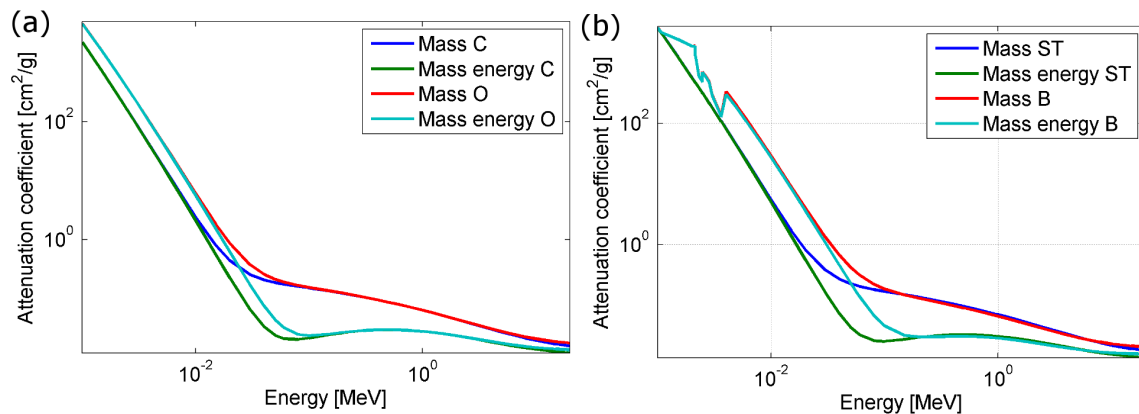 (a)
Attenuation coefficient [cm²/g]
10²
10⁰
Mass C
Mass energy C
Mass O
Mass energy O
10⁻²
10⁰
Energy [MeV]
(b)
Attenuation coefficient [cm²/g]
10²
10⁰
Mass ST
Mass energy ST
Mass B
Mass energy B
10⁻²
10⁰
Energy [MeV]